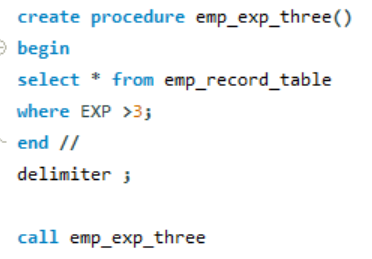 create procedure emp_exp_three()
begin
select * from emp_record_table
where EXP >3;
end //
delimiter ;
call emp_exp_three